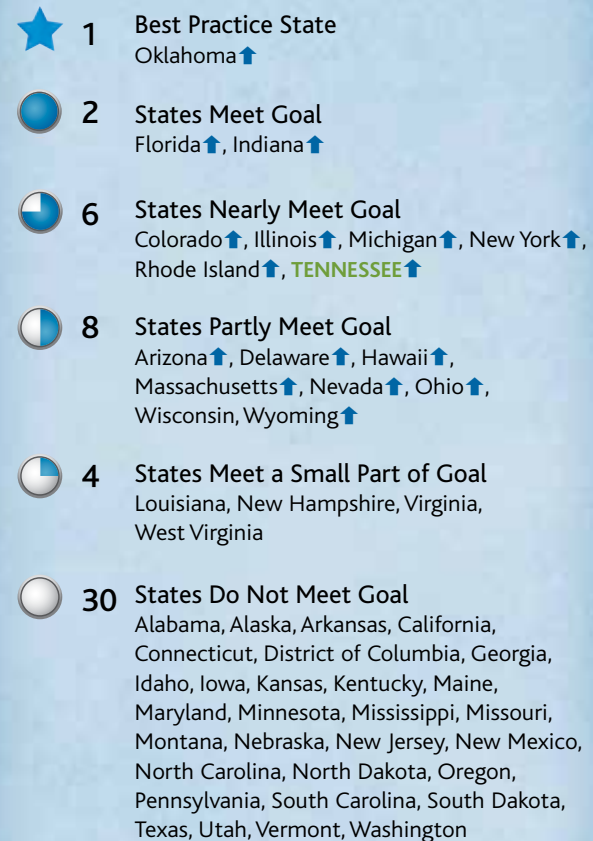 1 Best Practice State
Oklahoma⬆
2 States Meet Goal
Florida⬆, Indiana⬆
6 States Nearly Meet Goal
Colorado⬆, Illinois⬆, Michigan⬆, New York⬆,
Rhode Island⬆, TENNESSEE⬆
8 States Partly Meet Goal
Arizona⬆, Delaware⬆, Hawaii⬆,
Massachusetts⬆, Nevada⬆, Ohio⬆,
Wisconsin, Wyoming⬆
4 States Meet a Small Part of Goal
Louisiana, New Hampshire, Virginia,
West Virginia
30 States Do Not Meet Goal
Alabama, Alaska, Arkansas, California,
Connecticut, District of Columbia, Georgia,
Idaho, Iowa, Kansas, Kentucky, Maine,
Maryland, Minnesota, Mississippi, Missouri,
Montana, Nebraska, New Jersey, New Mexico,
North Carolina, North Dakota, Oregon,
Pennsylvania, South Carolina, South Dakota,
Texas, Utah, Vermont, Washington